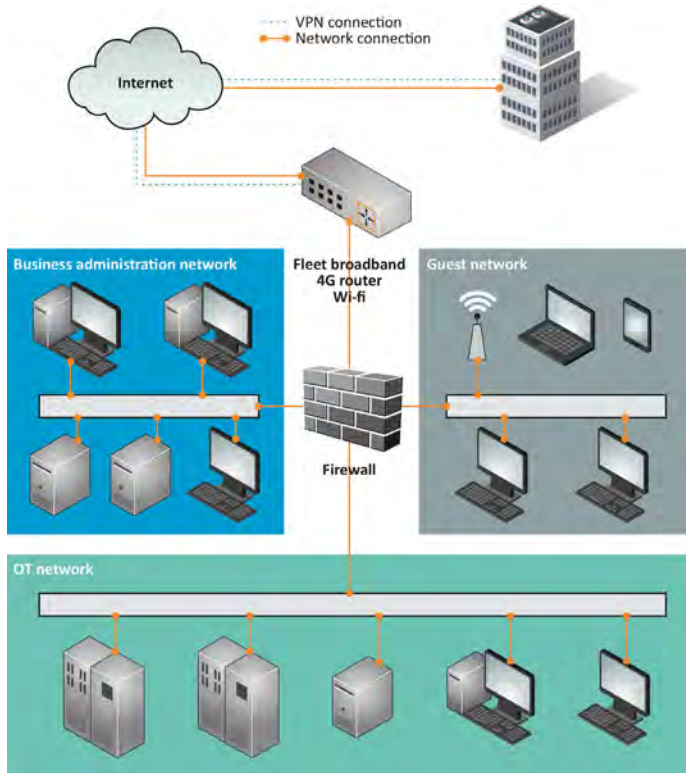 VPN connection
Network connection
Internet
Business administration network
Fleet broadband
4G router
Wi-fi
Guest network
Firewall
OT network